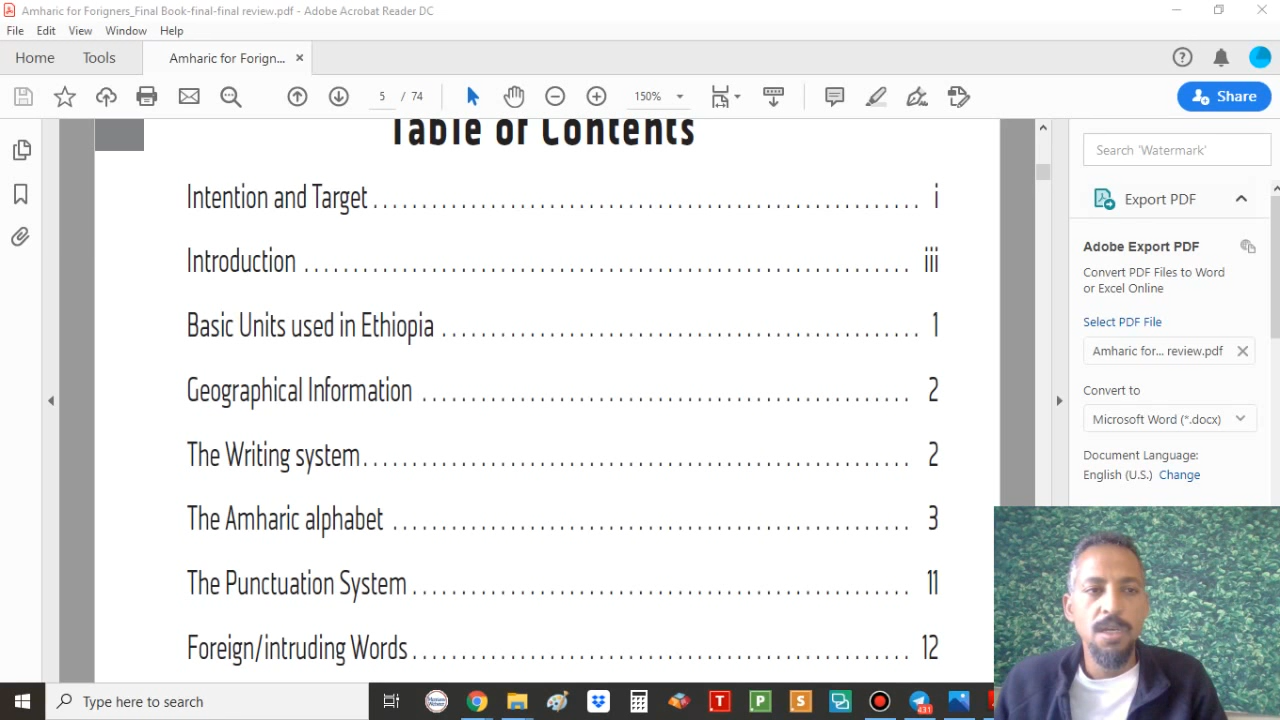 Amharic for Forigners_Final Book-final-final review.pdf - Adobe Acrobat Reader DC
File Edit View Window Help
Home Tools Amharic for Forign... ×
5 / 74 150% Share
Table of Contents
Intention and Target i
Introduction iii
Basic Units used in Ethiopia 1
Geographical Information 2
The Writing system 2
The Amharic alphabet 3
The Punctuation System 11
Foreign/intruding Words 12
Search 'Watermark'
Export PDF
Adobe Export PDF
Convert PDF Files to Word
or Excel Online
Select PDF File
Amharic for... review.pdf
Convert to
Microsoft Word (*.docx)
Document Language:
English (U.S.) Change
Type here to search
T P S 431